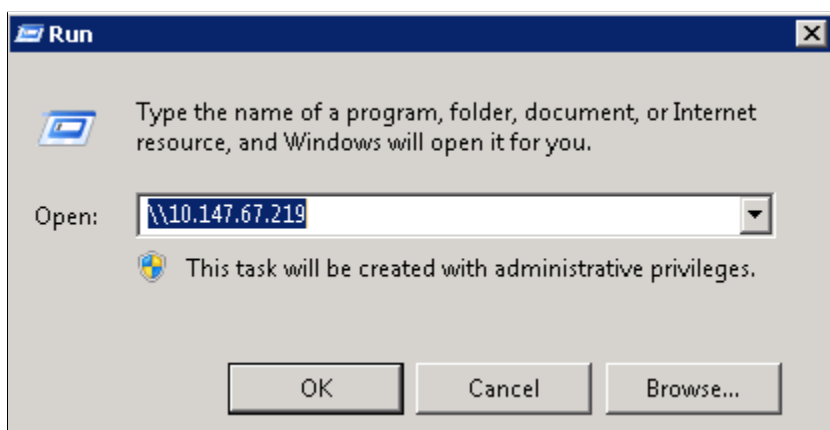 Run
Type the name of a program, folder, document, or Internet
resource, and Windows will open it for you.
Open: \\10.147.67.219
This task will be created with administrative privileges.
OK Cancel Browse...